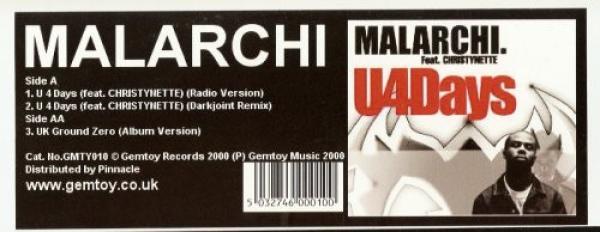 MALARCHI
Side A
1. U 4 Days (feat. CHRISTYNETTE) (Radio Version)
2. U 4 Days (feat. CHRISTYNETTE) (Darkjoint Remix)
Side AA
3. UK Ground Zero (Album Version)
Cat. No.GMTY010 © Gemtoy Records 2000 (P) Gemtoy Music 2000
Distributed by Pinnacle
www.gemtoy.co.uk
5 032746 000100
MALARCHI.
Feat. CHRISTYNETTE
U4Days